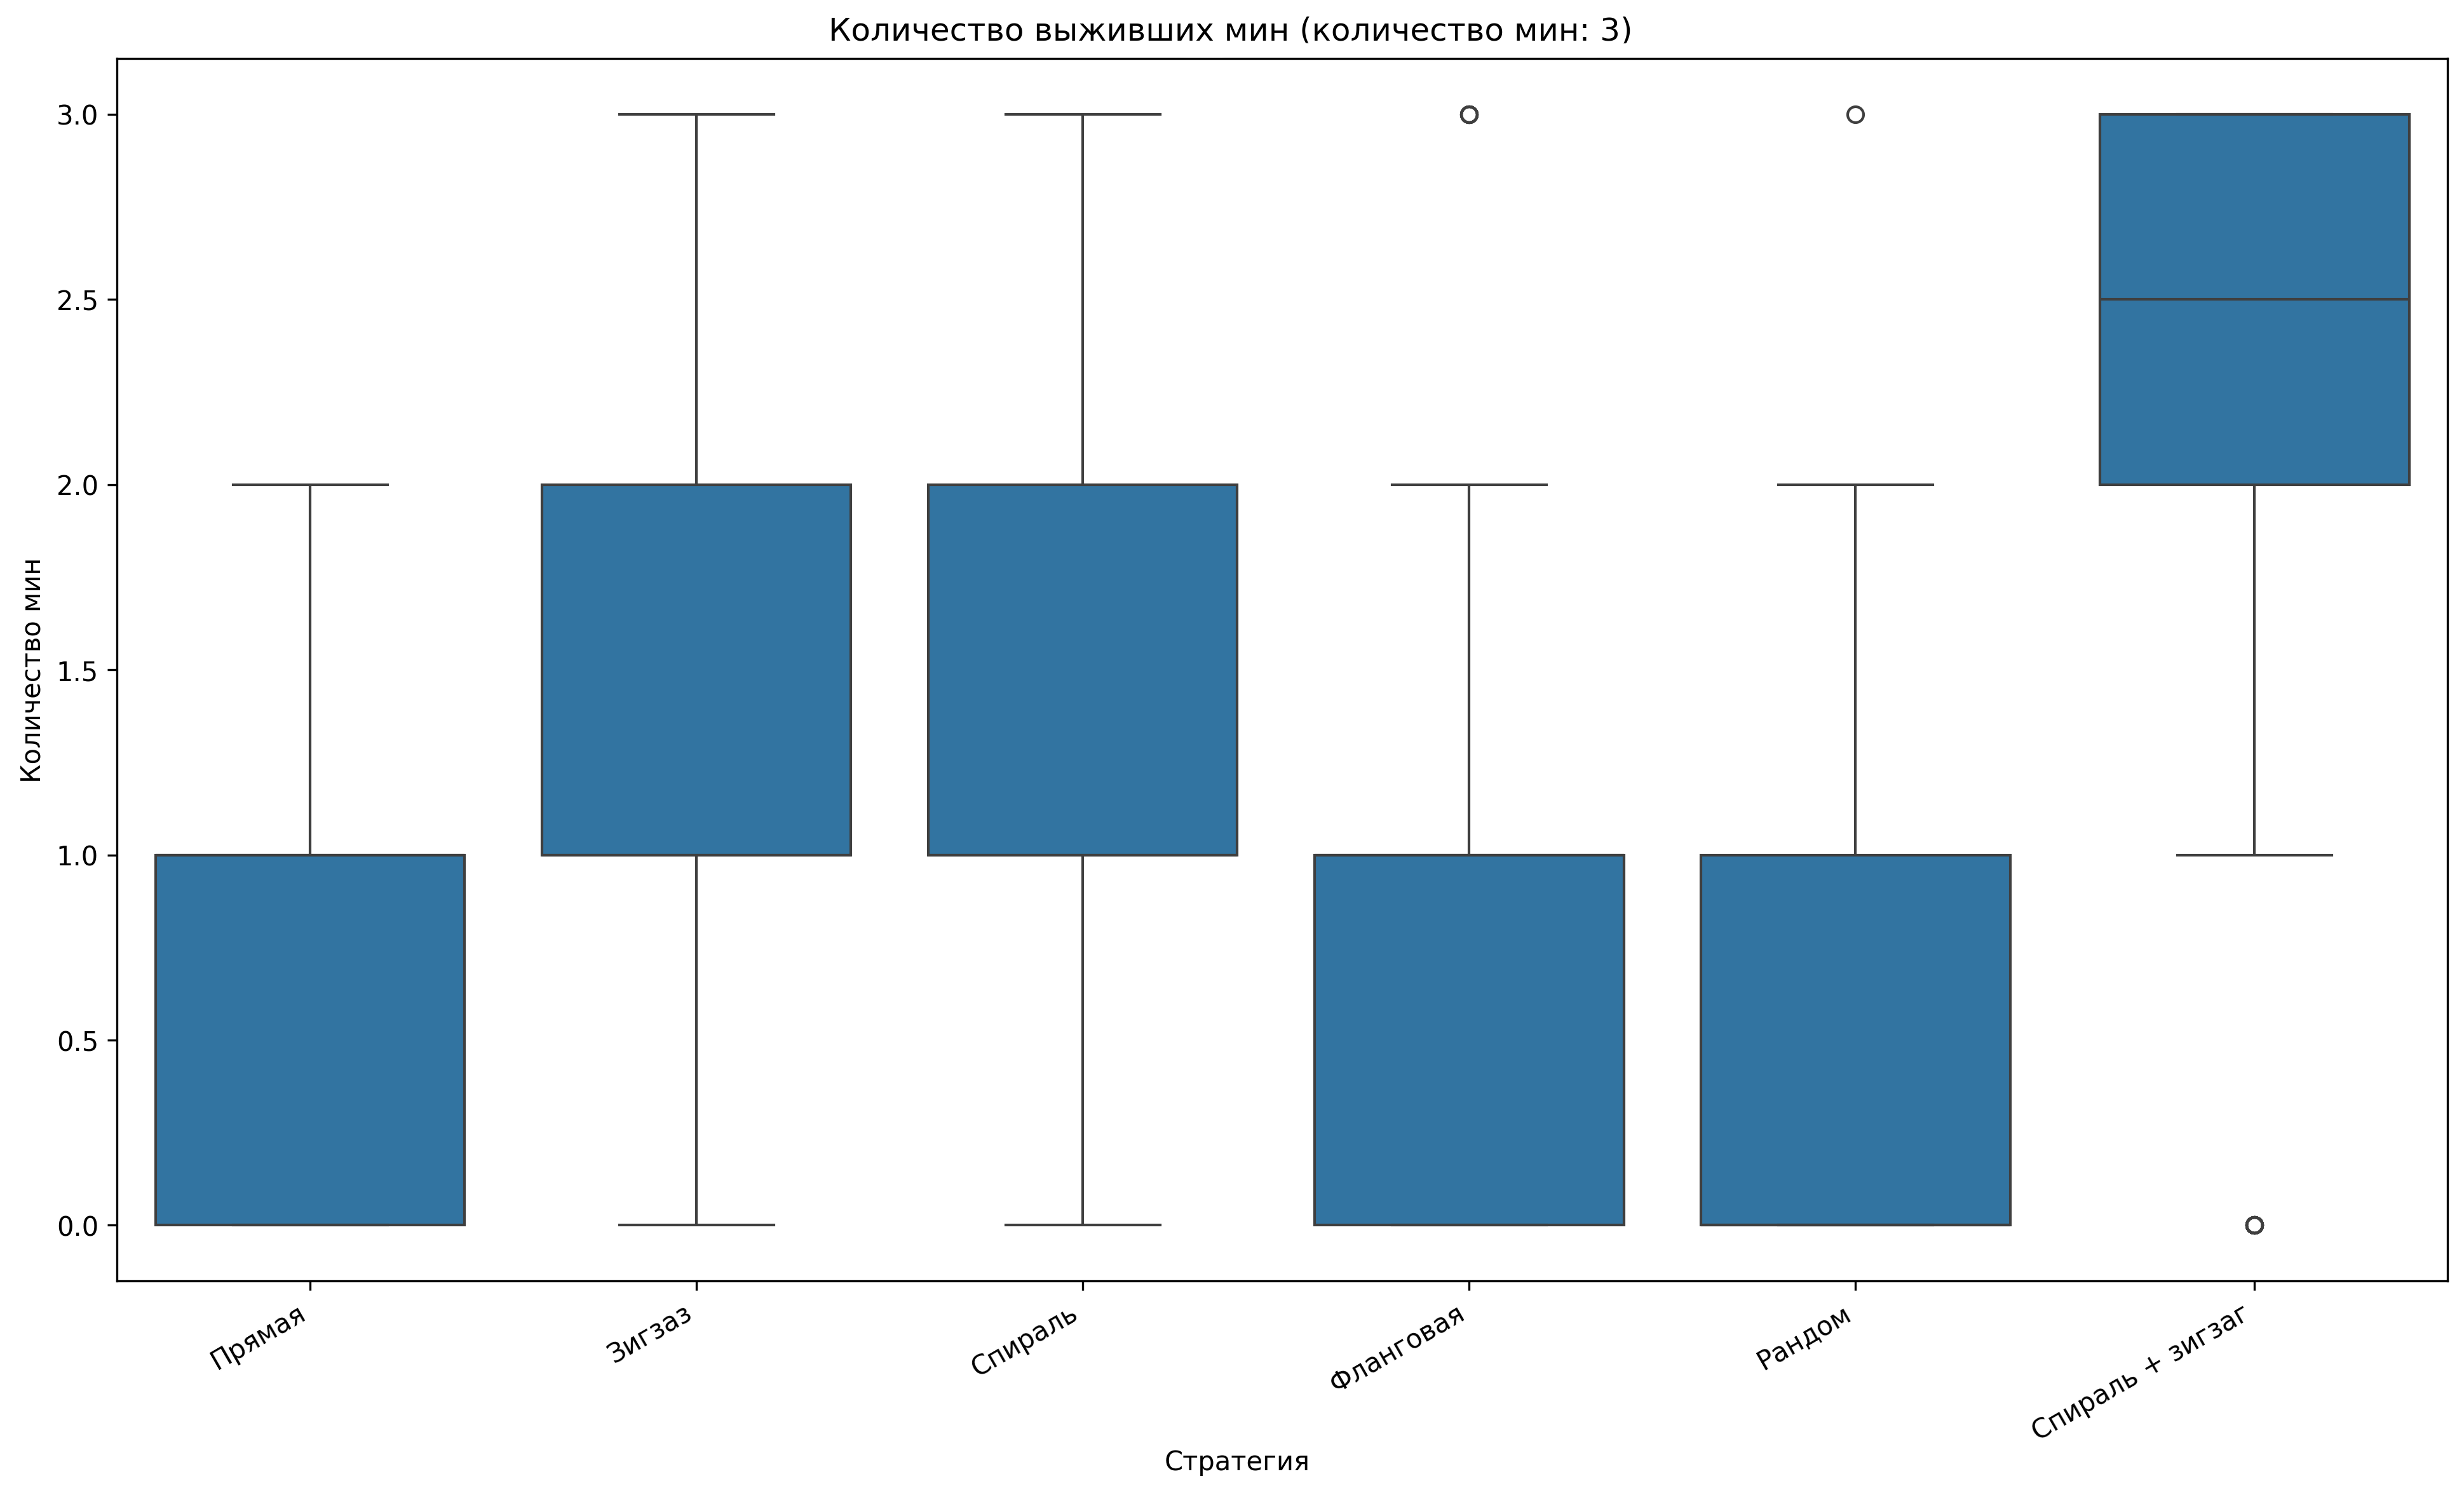 Количество выживших мин (количество мин: 3)
Количество мин
3.0
2.5
2.0
1.5
1.0
0.5
0.0
Прямая
Зигзаз
Спираль
Фланговая
Рандом
Спираль + зигзаг
Стратегия